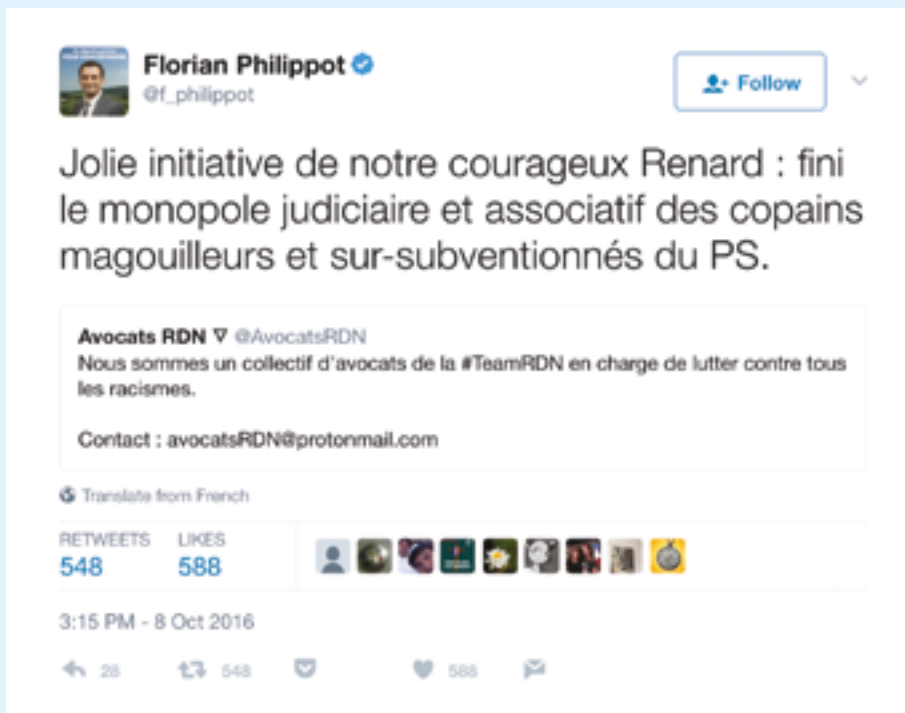 Florian Philippot
@f_philippot
Follow
Jolie initiative de notre courageux Renard : fini
le monopole judiciaire et associatif des copains
magouilleurs et sur-subventionnés du PS.
Avocats RDN ∇ @AvocatsRDN
Nous sommes un collectif d'avocats de la #TeamRDN en charge de lutter contre tous
les racismes.
Contact : avocatsRDN@protonmail.com
Translate from French
RETWEETS LIKES
548 588
3:15 PM - 8 Oct 2016
28 548 588